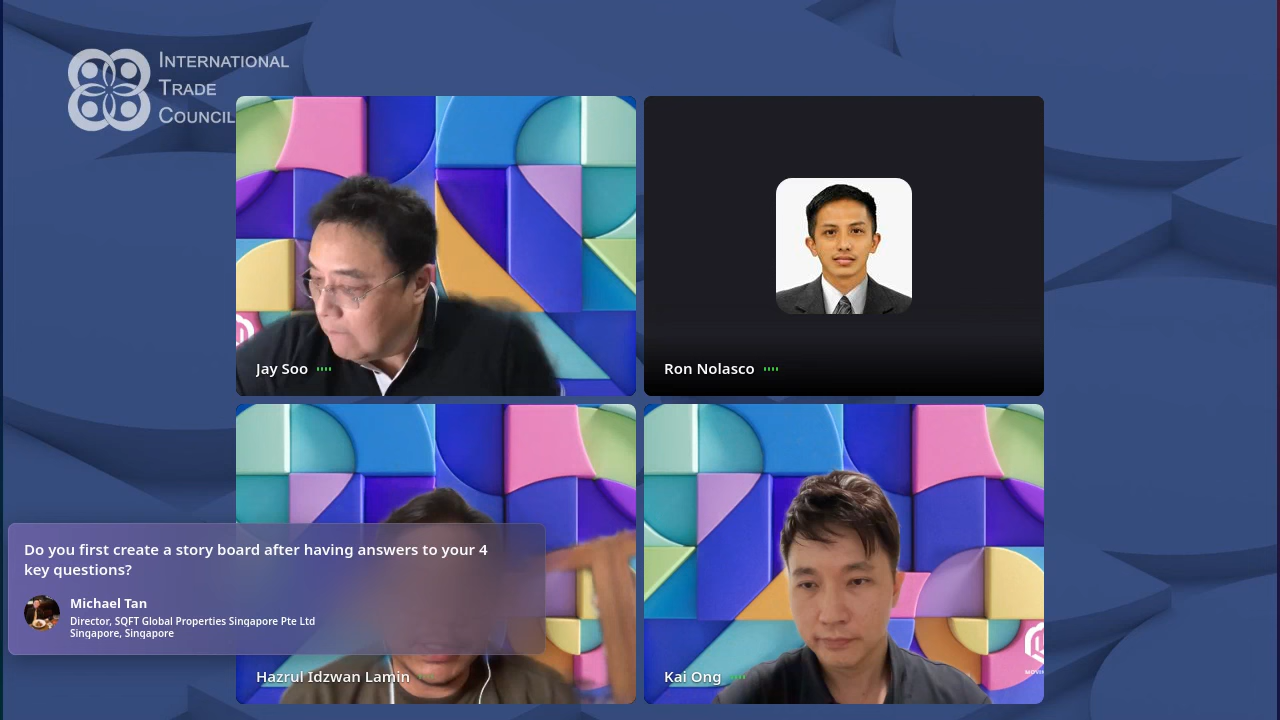 INTERNATIONAL
TRADE
COUNCIL
Jay Soo
Ron Nolasco
Do you first create a story board after having answers to your 4
key questions?
Michael Tan
Director, SQFT Global Properties Singapore Pte Ltd
Singapore, Singapore
Hazrul Idzwan Lamin
Kai Ong